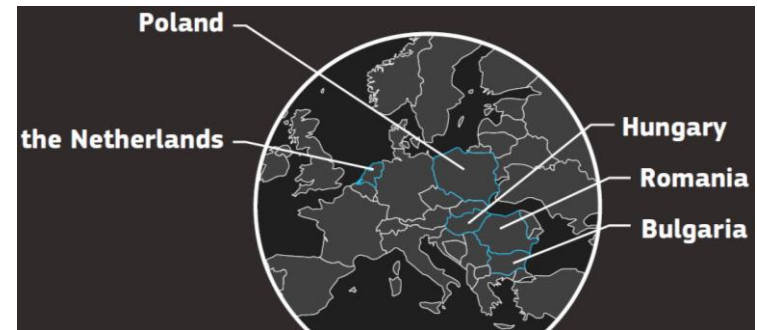 Poland
the Netherlands
Hungary
Romania
Bulgaria